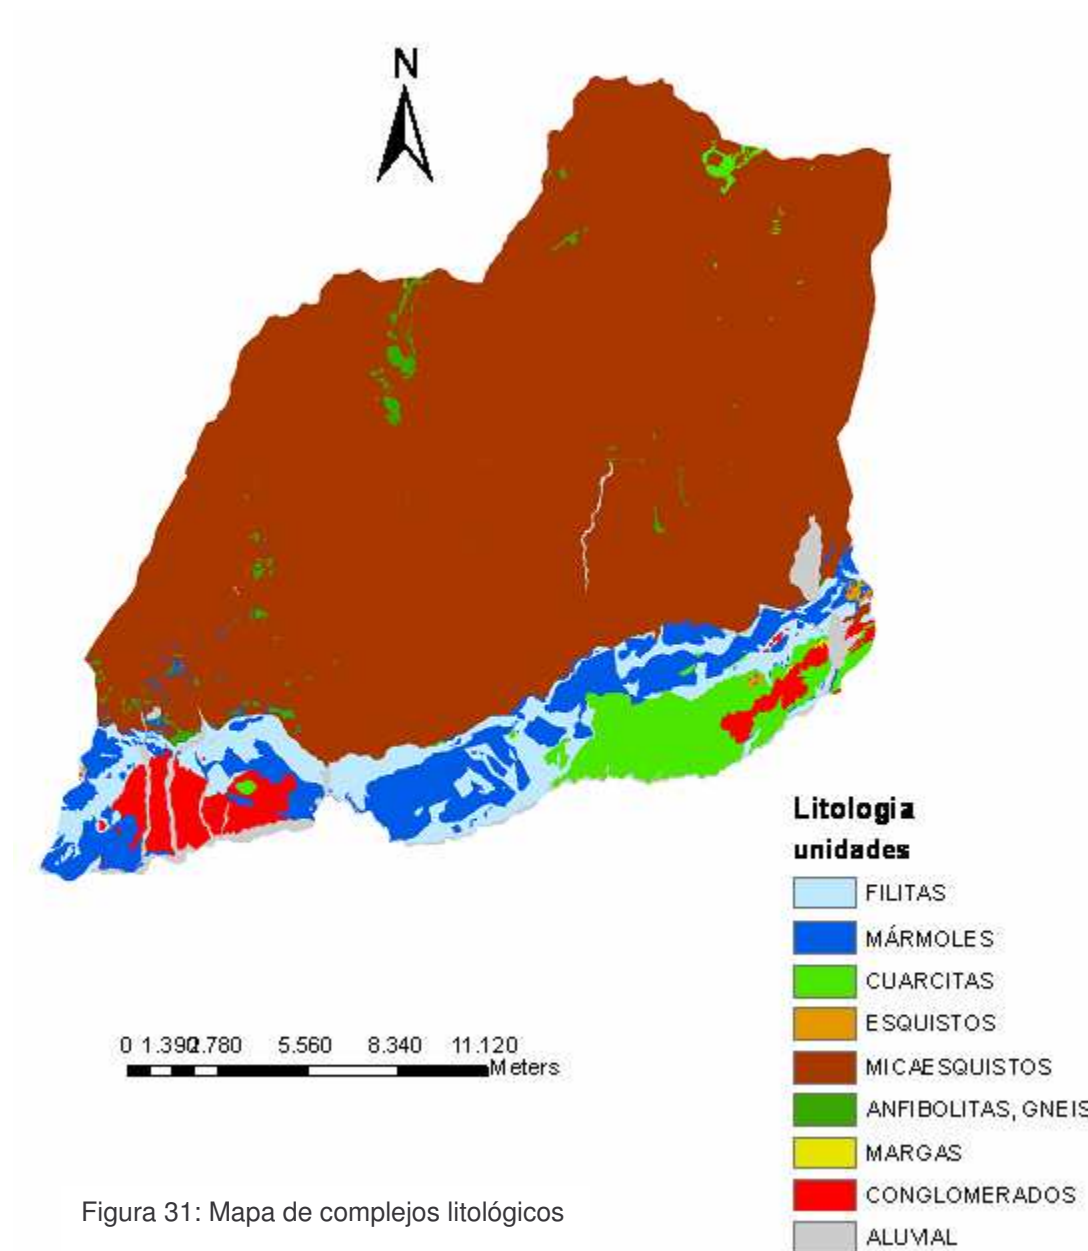 N
Litologia
unidades
FILITAS
MÁRMOLES
CUARCITAS
ESQUISTOS
MICAESQUISTOS
ANFIBOLITAS, GNEIS
MARGAS
CONGLOMERADOS
ALUVIAL
0 1.390 2.780 5.560 8.340 11.120
Meters
Figura 31: Mapa de complejos litológicos